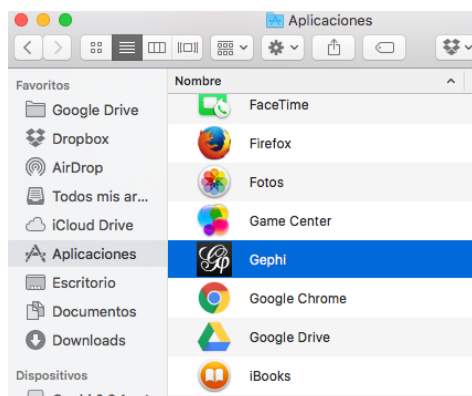 Aplicaciones
Favoritos
Google Drive
Dropbox
AirDrop
Todos mis ar...
iCloud Drive
Aplicaciones
Escritorio
Documentos
Downloads
Dispositivos
Nombre
FaceTime
Firefox
Fotos
Game Center
Gephi
Google Chrome
Google Drive
iBooks